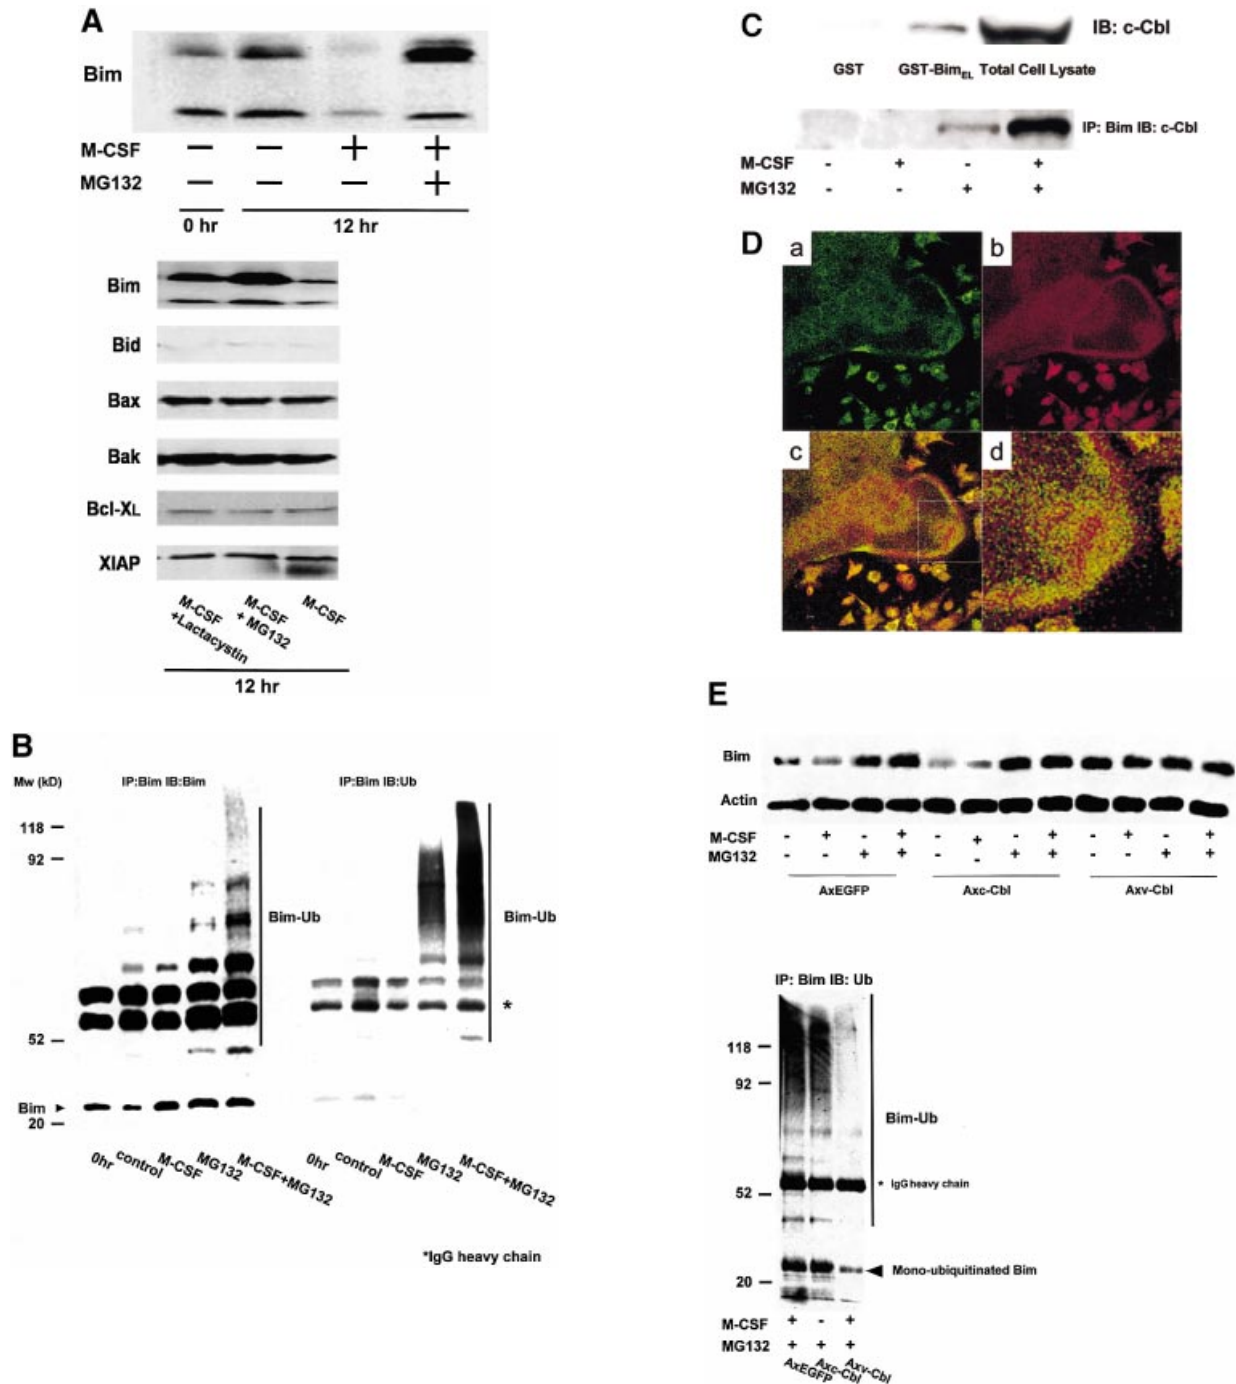 A
Bim
M-CSF − − + +
MG132 − − − +
0 hr 12 hr
Bim
Bid
Bax
Bak
Bcl-XL
XIAP
M-CSF +Lactacystin
M-CSF + MG132
M-CSF
12 hr
B
Mw (kD) IP:Bim IB:Bim IP:Bim IB:Ub
118
92
Bim-Ub Bim-Ub
*
52
Bim
20
0hr control M-CSF MG132 M-CSF+MG132 0hr control M-CSF MG132 M-CSF+MG132
*IgG heavy chain
C
IB: c-Cbl
GST GST-BimEL Total Cell Lysate
IP: Bim IB: c-Cbl
M-CSF - + - +
MG132 - - + +
D
a b
c d
E
Bim
Actin
M-CSF - + - + - + - + - + - +
MG132 - - + + - - + + - - + +
AxEGFP Axc-Cbl Axv-Cbl
IP: Bim IB: Ub
118
92
Bim-Ub
* IgG heavy chain
52
Mono-ubiquitinated Bim
20
M-CSF + - +
MG132 + + +
AxEGFP Axc-Cbl Axv-Cbl